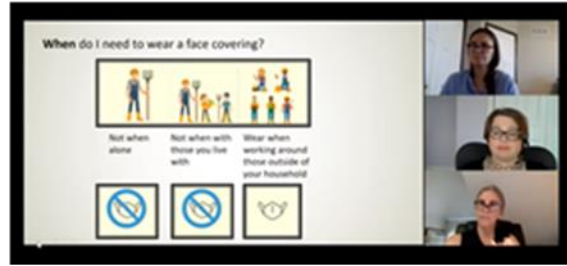 When do I need to wear a face covering?
Not when
alone
Not when with
those you live
with
Wear when
working around
those outside of
your household